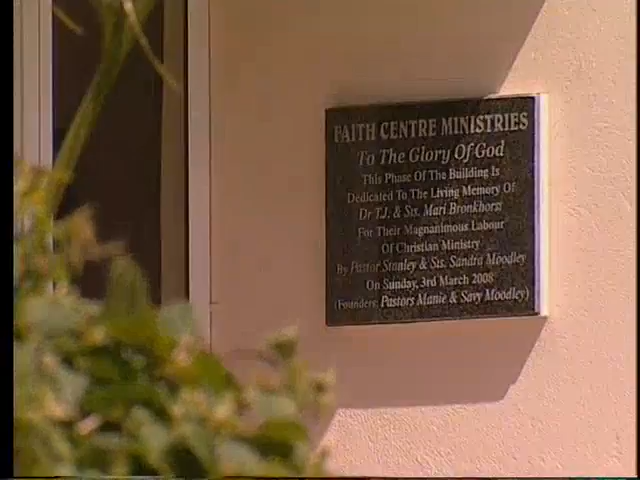 FAITH CENTRE MINISTRIES
To The Glory Of God
This Phase Of The Building Is
Dedicated To The Living Memory Of
Dr T.J. & Sis. Mari Bronkhorst
For Their Magnanimous Labour
Of Christian Ministry
By Pastor Stanley & Sis. Sandra Moodley
On Sunday, 3rd March 2008
(Founders: Pastors Manie & Savy Moodley)